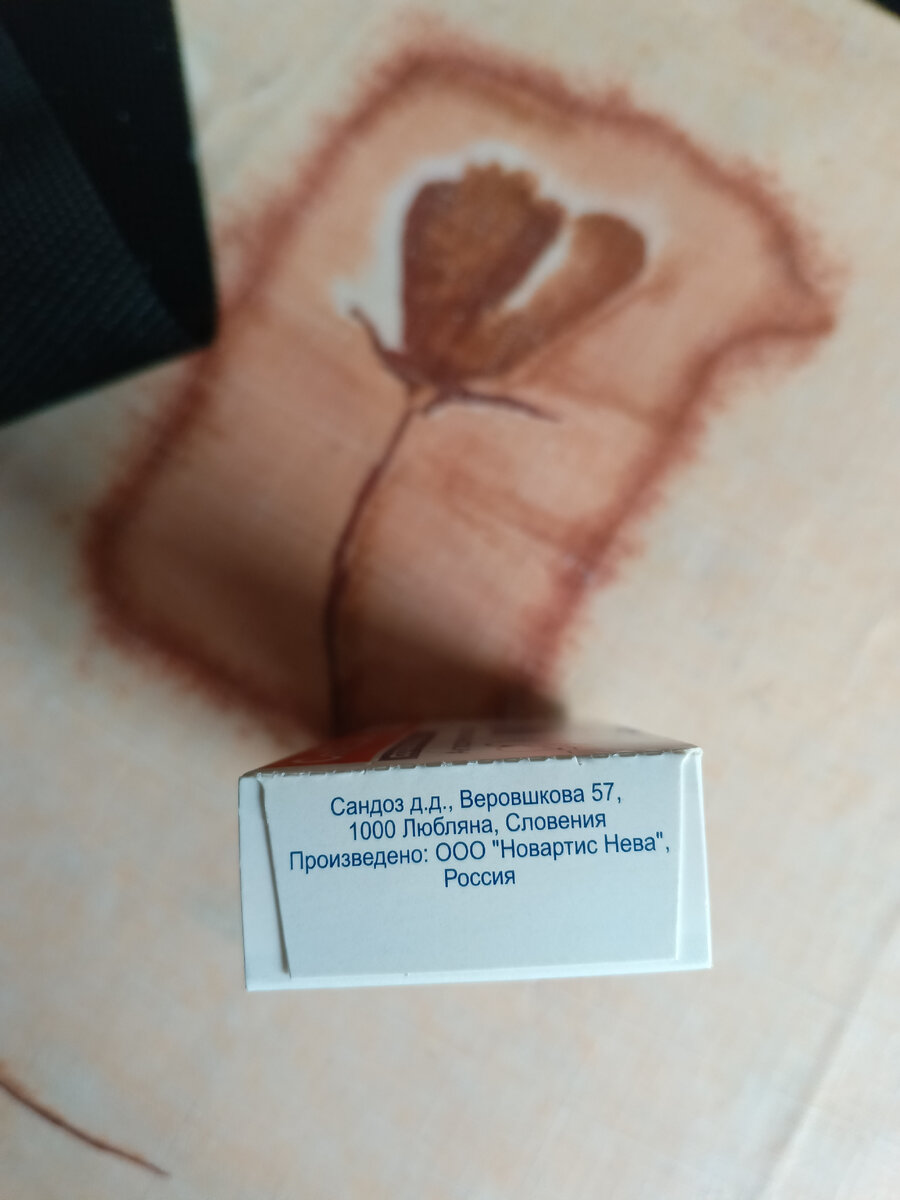 Сандоз д.д., Веровшкова 57,
1000 Любляна, Словения
Произведено: ООО "Новартис Нева",
Россия